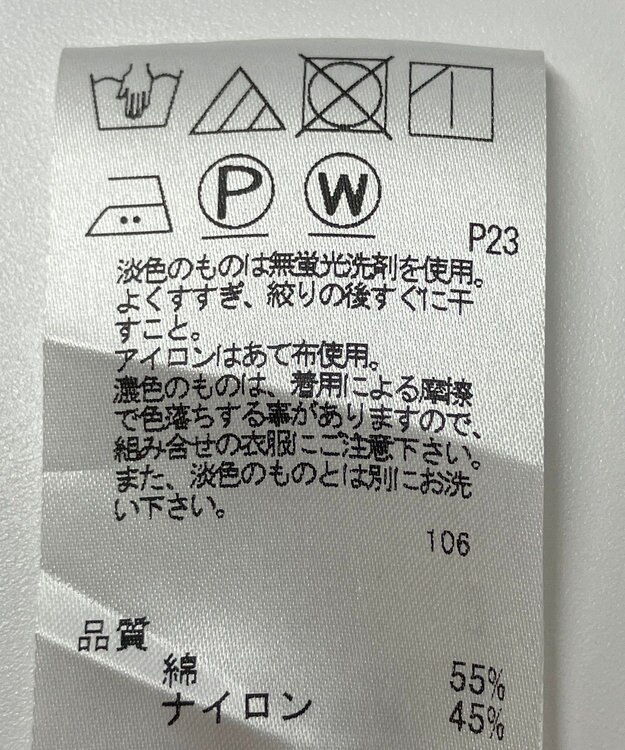 P
W
P23
淡色のものは無蛍光洗剤を使用。
よくすすぎ、絞りの後すぐに干
すこと。
アイロンはあて布使用。
濃色のものは、着用による摩擦
で色落ちする事がありますので、
組み合せの衣服にご注意下さい。
また、淡色のものとは別にお洗
い下さい。
106
品質
綿 55%
ナイロン 45%